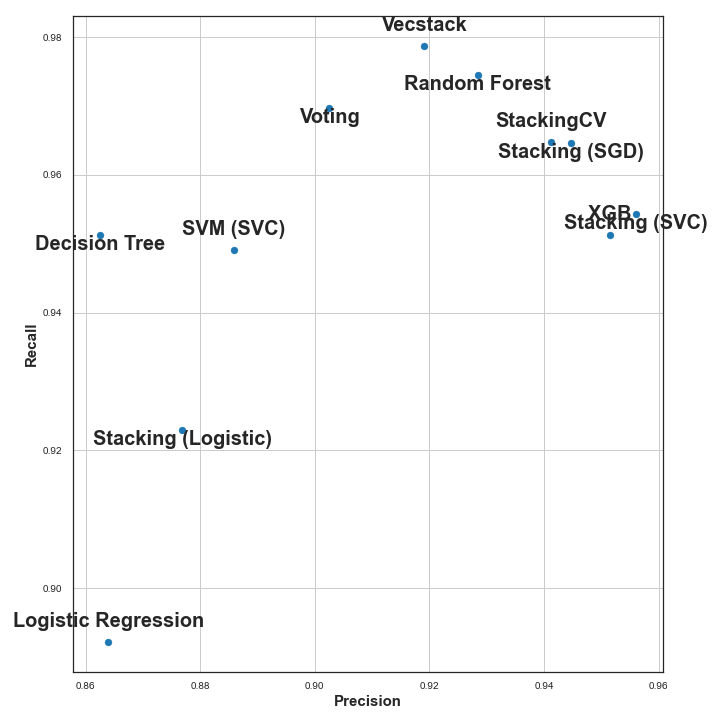 Vecstack
0.98
Random Forest
Voting
StackingCV
Stacking (SGD)
0.96
XGB
Stacking (SVC)
SVM (SVC)
Decision Tree
0.94
Recall
Stacking (Logistic)
0.92
0.90
Logistic Regression
0.86 0.88 0.90 0.92 0.94 0.96
Precision